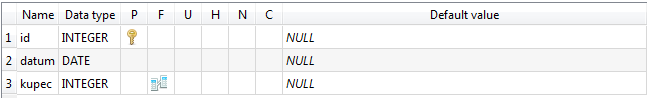 Name Data type P F U H N C Default value
1 id INTEGER NULL
2 datum DATE NULL
3 kupec INTEGER NULL